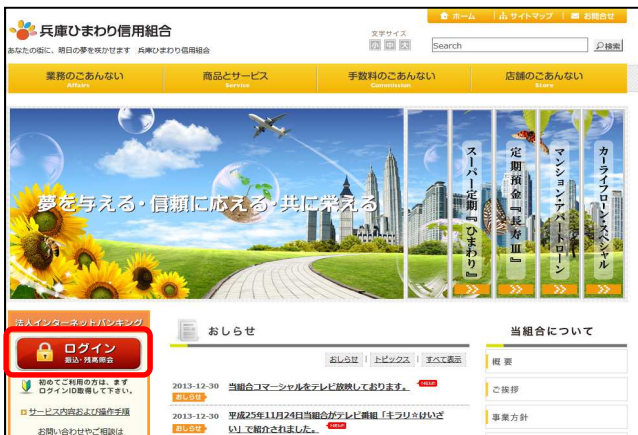 ホーム | サイトマップ | お問合せ
兵庫ひまわり信用組合
あなたの街に、明日の夢を咲かせます 兵庫ひまわり信用組合
文字サイズ
小 中 大
Search
検索
業務のごあんない
Affairs
商品とサービス
Service
手数料のごあんない
Commission
店舗のごあんない
Store
夢を与える・信頼に応える・共に栄える
スーパー定期『ひまわり』
定期預金『長寿Ⅲ』
マンション・アパートローン
カーライフローン・スペシャル
法人インターネットバンキング
ログイン
振込・残高照会
初めてご利用の方は、まず
ログインID取得して下さい。
サービス内容および操作手順
お問い合わせやご相談は
おしらせ
おしらせ | トピックス | すべて表示
2013-12-30 当組合コマーシャルをテレビ放映しております。 new
おしらせ
2013-12-30 平成25年11月24日当組合がテレビ番組「キラリ☆けいざ
おしらせ い」で紹介されました。 new
当組合について
概要
ご挨拶
事業方針